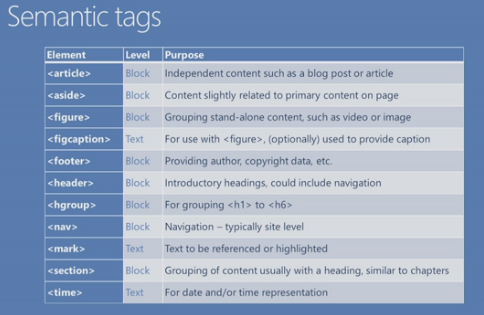 Semantic tags
Element Level Purpose
<article> Block Independent content such as a blog post or article
<aside> Block Content slightly related to primary content on page
<figure> Block Grouping stand-alone content, such as video or image
<figcaption> Text For use with <figure>, (optionally) used to provide caption
<footer> Block Providing author, copyright data, etc.
<header> Block Introductory headings, could include navigation
<hgroup> Block For grouping <h1> to <h6>
<nav> Block Navigation – typically site level
<mark> Text Text to be referenced or highlighted
<section> Block Grouping of content usually with a heading, similar to chapters
<time> Text For date and/or time representation